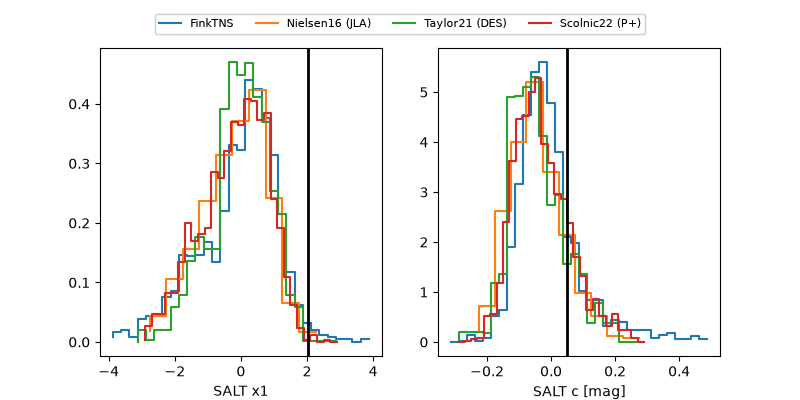 FinkTNS Nielsen16 (JLA) Taylor21 (DES) Scolnic22 (P+)
0.4
0.3
0.2
0.1
0.0
−4 −2 0 2 4
SALT x1
5
4
3
2
1
0
−0.2 0.0 0.2 0.4
SALT c [mag]